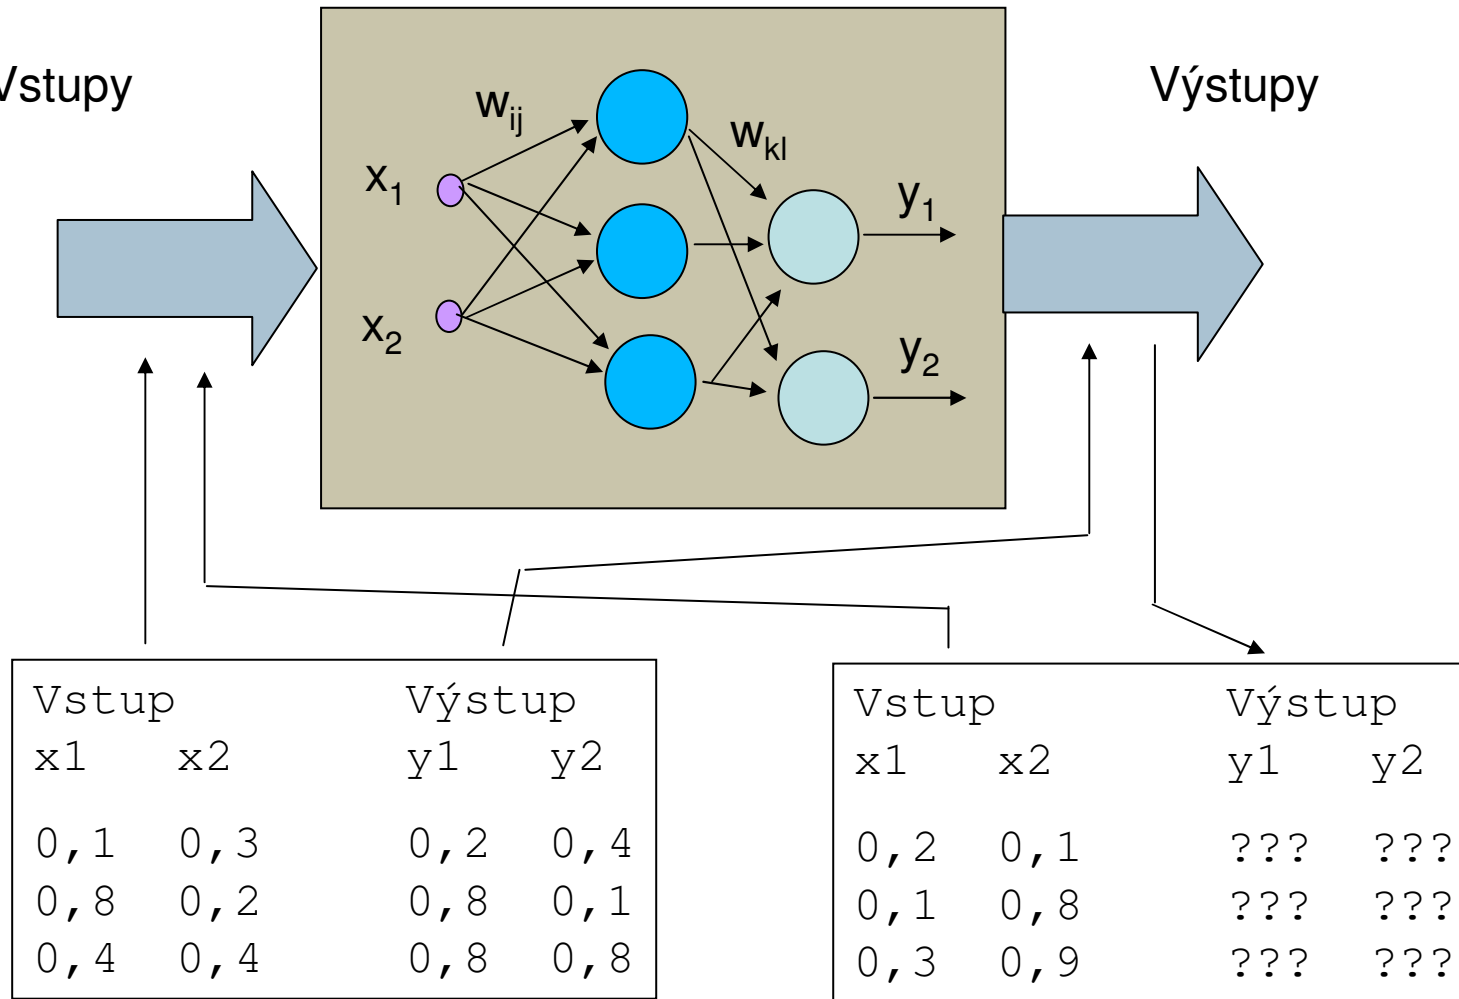 Vstupy
Výstupy
wij
wkl
x1
y1
x2
y2
Vstup Výstup
x1 x2 y1 y2
0,1 0,3 0,2 0,4
0,8 0,2 0,8 0,1
0,4 0,4 0,8 0,8
Vstup Výstup
x1 x2 y1 y2
0,2 0,1 ??? ???
0,1 0,8 ??? ???
0,3 0,9 ??? ???